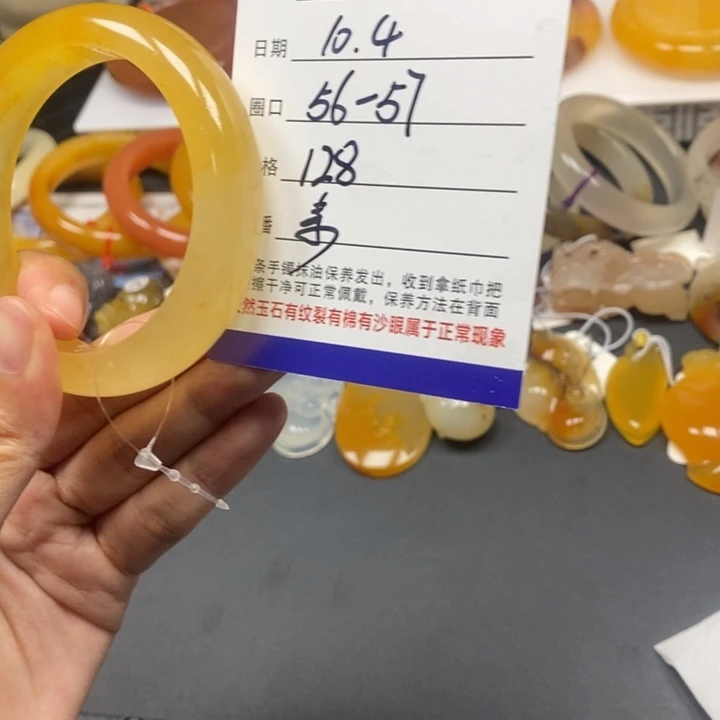 日期 10.4
圈口 56-57
格 128
番
条手镯抹油保养发出，收到拿纸巾把
擦干净可正常佩戴，保养方法在背面
然玉石有纹裂有棉有沙眼属于正常现象